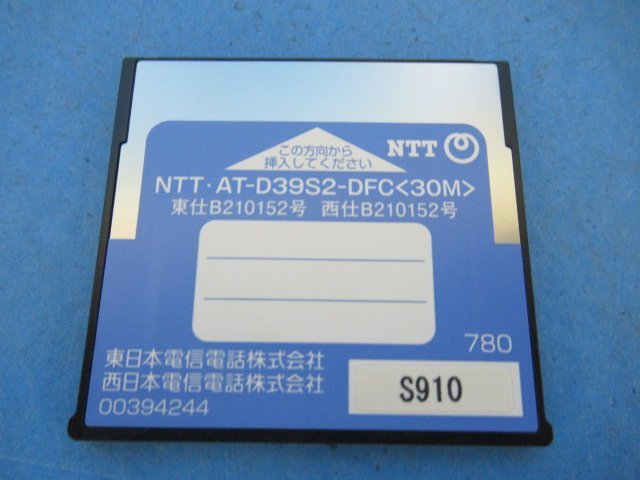 この方向から
挿入してください
NTT
NTT・AT-D39S2-DFC<30M>
東仕B210152号 西仕B210152号
780
東日本電信電話株式会社
西日本電信電話株式会社
00394244
S910